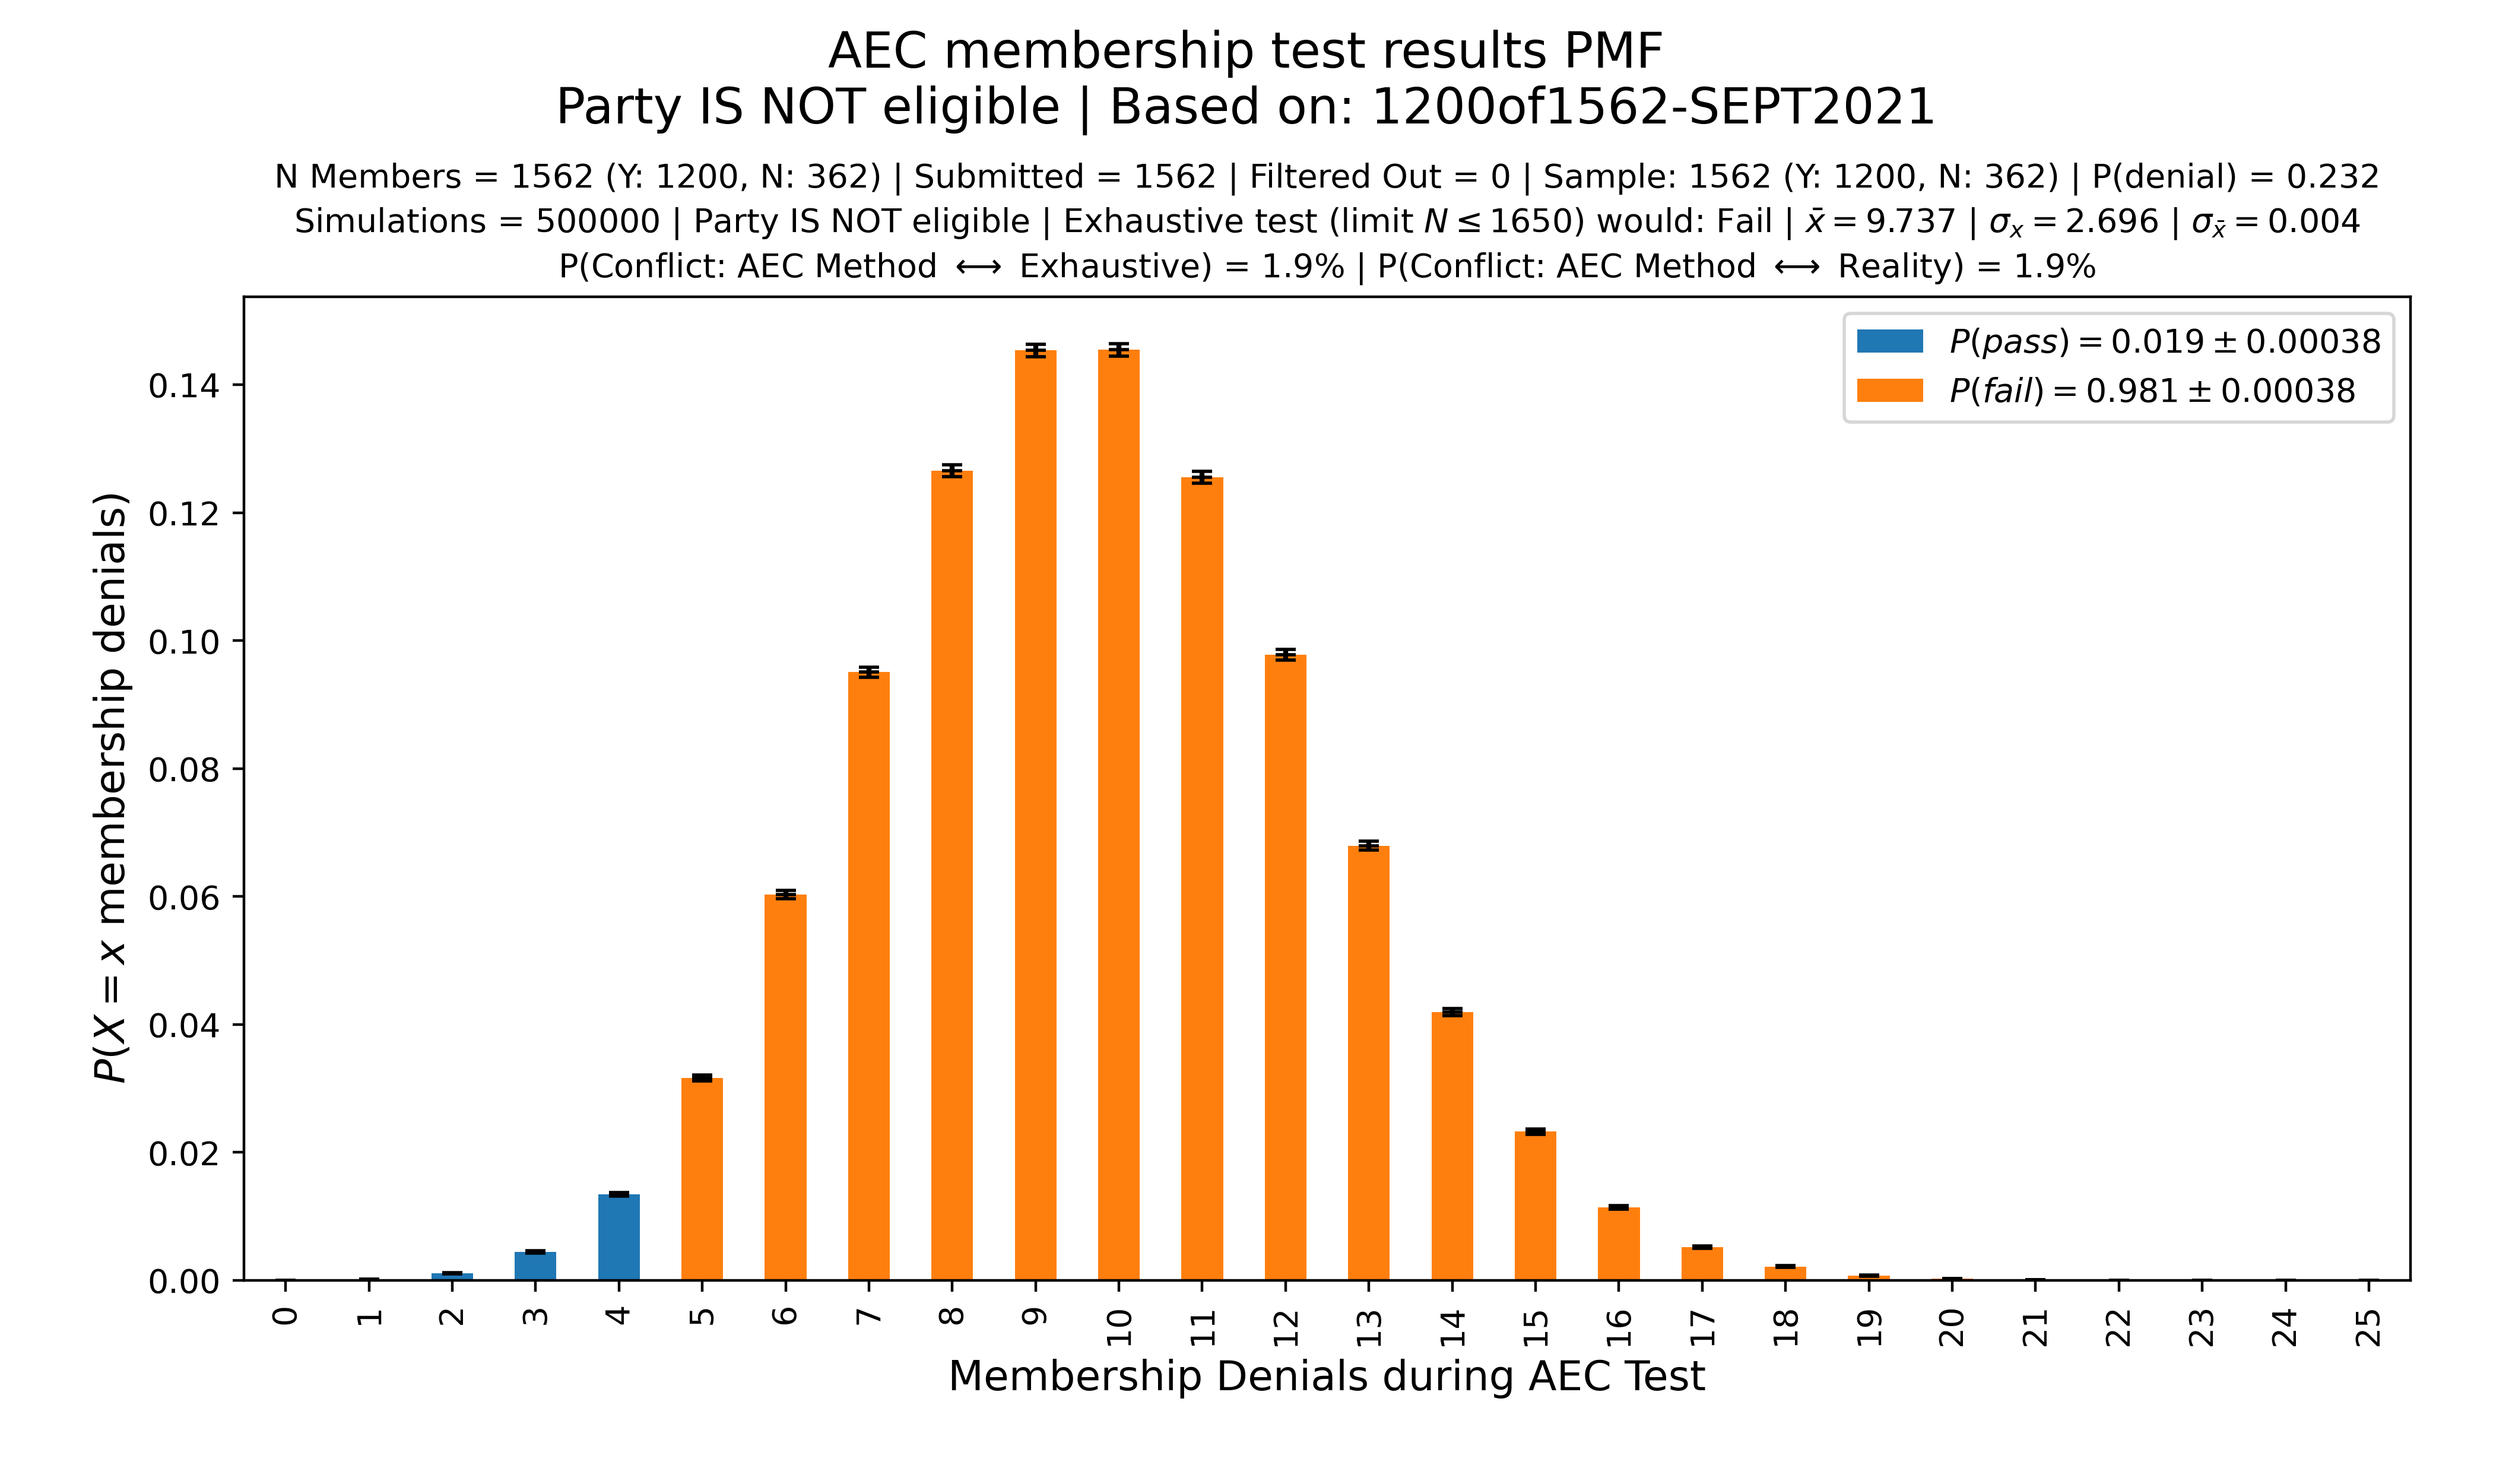 AEC membership test results PMF
Party IS NOT eligible | Based on: 1200of1562-SEPT2021
N Members = 1562 (Y: 1200, N: 362) | Submitted = 1562 | Filtered Out = 0 | Sample: 1562 (Y: 1200, N: 362) | P(denial) = 0.232
Simulations = 500000 | Party IS NOT eligible | Exhaustive test (limit N ≤ 1650) would: Fail | x̄ = 9.737 | σₓ = 2.696 | σ_x̄ = 0.004
P(Conflict: AEC Method ⟷ Exhaustive) = 1.9% | P(Conflict: AEC Method ⟷ Reality) = 1.9%
P(pass) = 0.019 ± 0.00038
P(fail) = 0.981 ± 0.00038
P(X = x membership denials)
0.14
0.12
0.10
0.08
0.06
0.04
0.02
0.00
0 1 2 3 4 5 6 7 8 9 10 11 12 13 14 15 16 17 18 19 20 21 22 23 24 25
Membership Denials during AEC Test